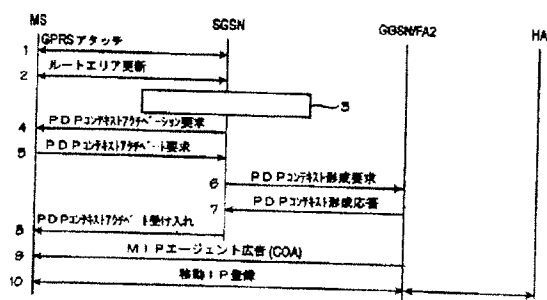 MS SGSN GGSN/FA2 HA
1 GPRSアタッチ
2 ルートエリア更新
3
4 PDPコンテキストアクチベーション要求
5 PDPコンテキストアクチベート要求
6 PDPコンテキスト形成要求
7 PDPコンテキスト形成応答
8 PDPコンテキストアクチベート受け入れ
9 MIPエージェント広告(COA)
10 移動IP登録